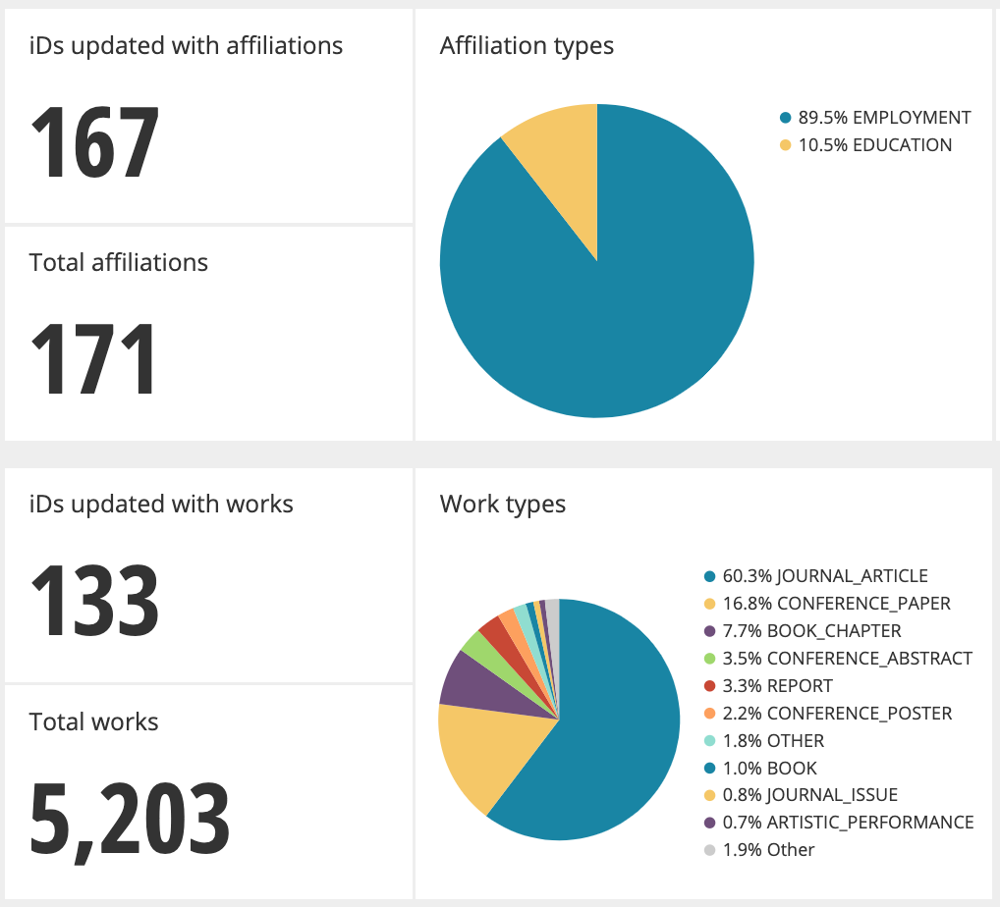 iDs updated with affiliations
167
Total affiliations
171
Affiliation types
89.5% EMPLOYMENT
10.5% EDUCATION
iDs updated with works
133
Total works
5,203
Work types
60.3% JOURNAL_ARTICLE
16.8% CONFERENCE_PAPER
7.7% BOOK_CHAPTER
3.5% CONFERENCE_ABSTRACT
3.3% REPORT
2.2% CONFERENCE_POSTER
1.8% OTHER
1.0% BOOK
0.8% JOURNAL_ISSUE
0.7% ARTISTIC_PERFORMANCE
1.9% Other